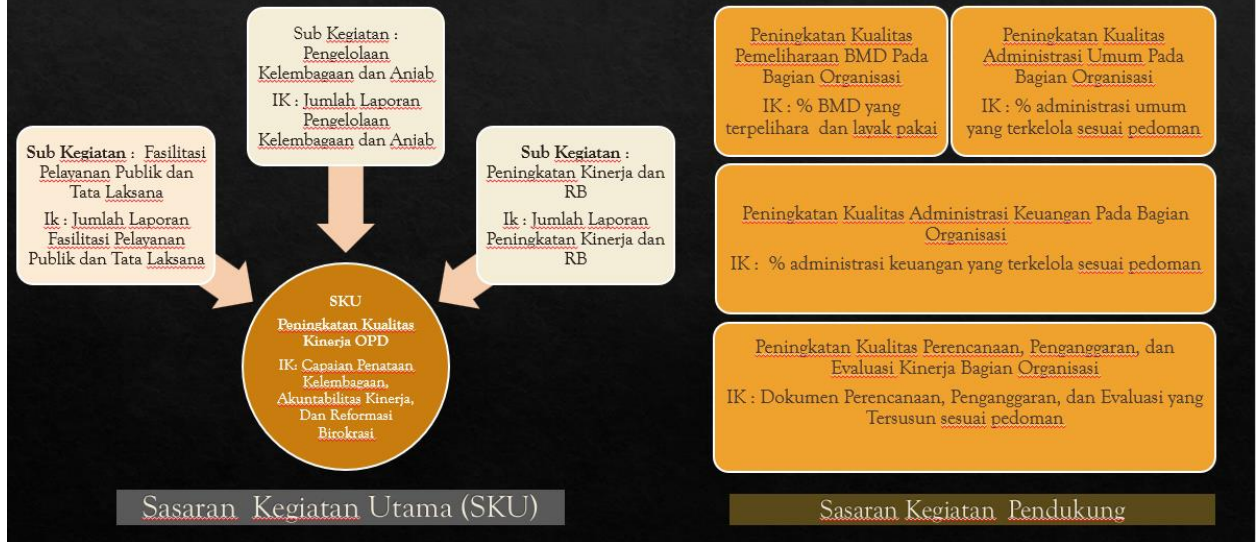 Sub Kegiatan :
Pengelolaan
Kelembagaan dan Anjab
IK : Jumlah Laporan
Pengelolaan
Kelembagaan dan Anjab
Sub Kegiatan : Fasilitasi
Pelayanan Publik dan
Tata Laksana
Ik : Jumlah Laporan
Fasilitasi Pelayanan
Publik dan Tata Laksana
Sub Kegiatan :
Peningkatan Kinerja dan
RB
Ik : Jumlah Laporan
Peningkatan Kinerja dan
RB
SKU
Peningkatan Kualitas
Kinerja OPD
IK: Capaian Penataan
Kelembagaan,
Akuntabilitas Kinerja,
Dan Reformasi
Birokrasi
Sasaran Kegiatan Utama (SKU)
Peningkatan Kualitas
Pemeliharaan BMD Pada
Bagian Organisasi
IK : % BMD yang
terpelihara dan layak pakai
Peningkatan Kualitas
Administrasi Umum Pada
Bagian Organisasi
IK : % administrasi umum
yang terkelola sesuai pedoman
Peningkatan Kualitas Administrasi Keuangan Pada Bagian
Organisasi
IK : % administrasi keuangan yang terkelola sesuai pedoman
Peningkatan Kualitas Perencanaan, Penganggaran, dan
Evaluasi Kinerja Bagian Organisasi
IK : Dokumen Perencanaan, Penganggaran, dan Evaluasi yang
Tersusun sesuai pedoman
Sasaran Kegiatan Pendukung